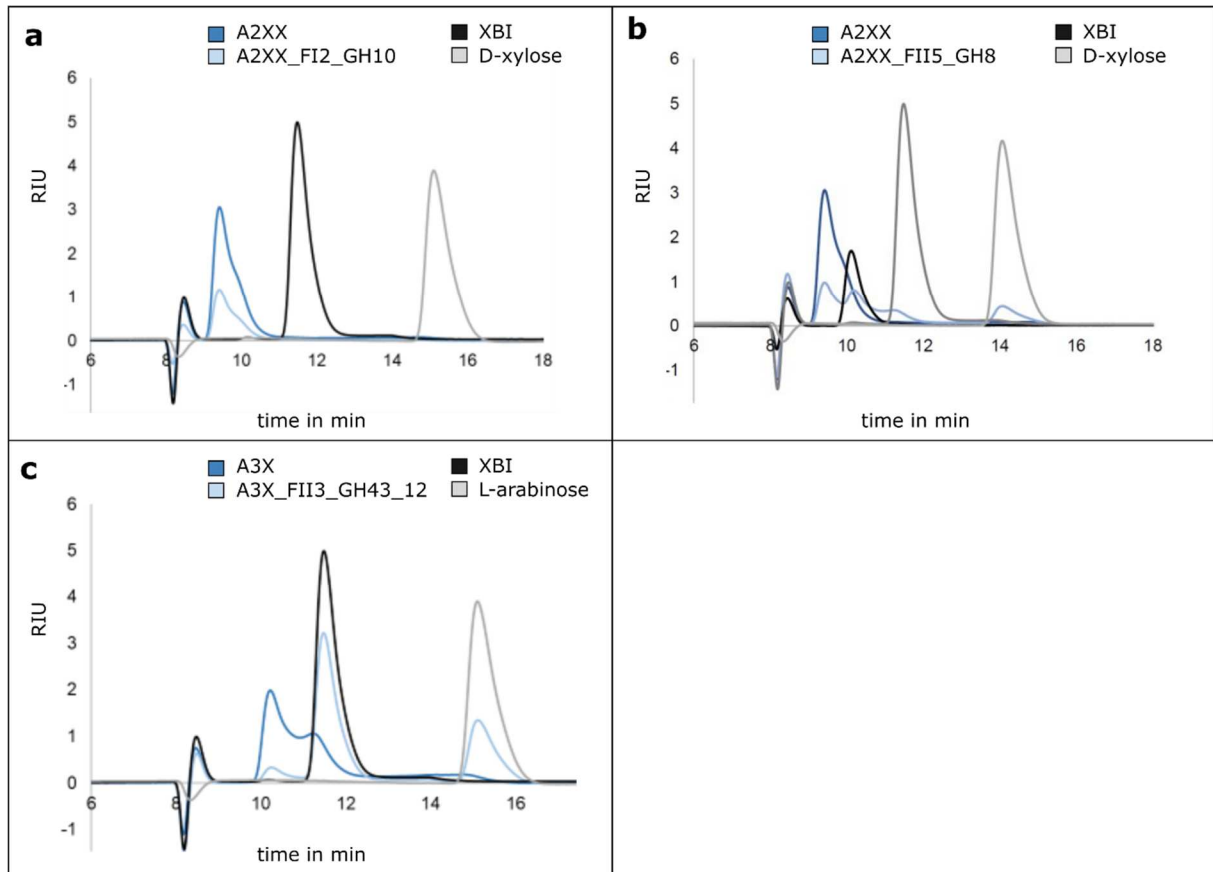 a
A2XX
XBI
A2XX_FI2_GH10
D-xylose
6
5
4
3
2
1
0
-1
RIU
6 8 10 12 14 16 18
time in min
b
A2XX
XBI
A2XX_FII5_GH8
D-xylose
6
5
4
3
2
1
0
-1
RIU
6 8 10 12 14 16 18
time in min
c
A3X
XBI
A3X_FII3_GH43_12
L-arabinose
6
5
4
3
2
1
0
-1
RIU
6 8 10 12 14 16
time in min